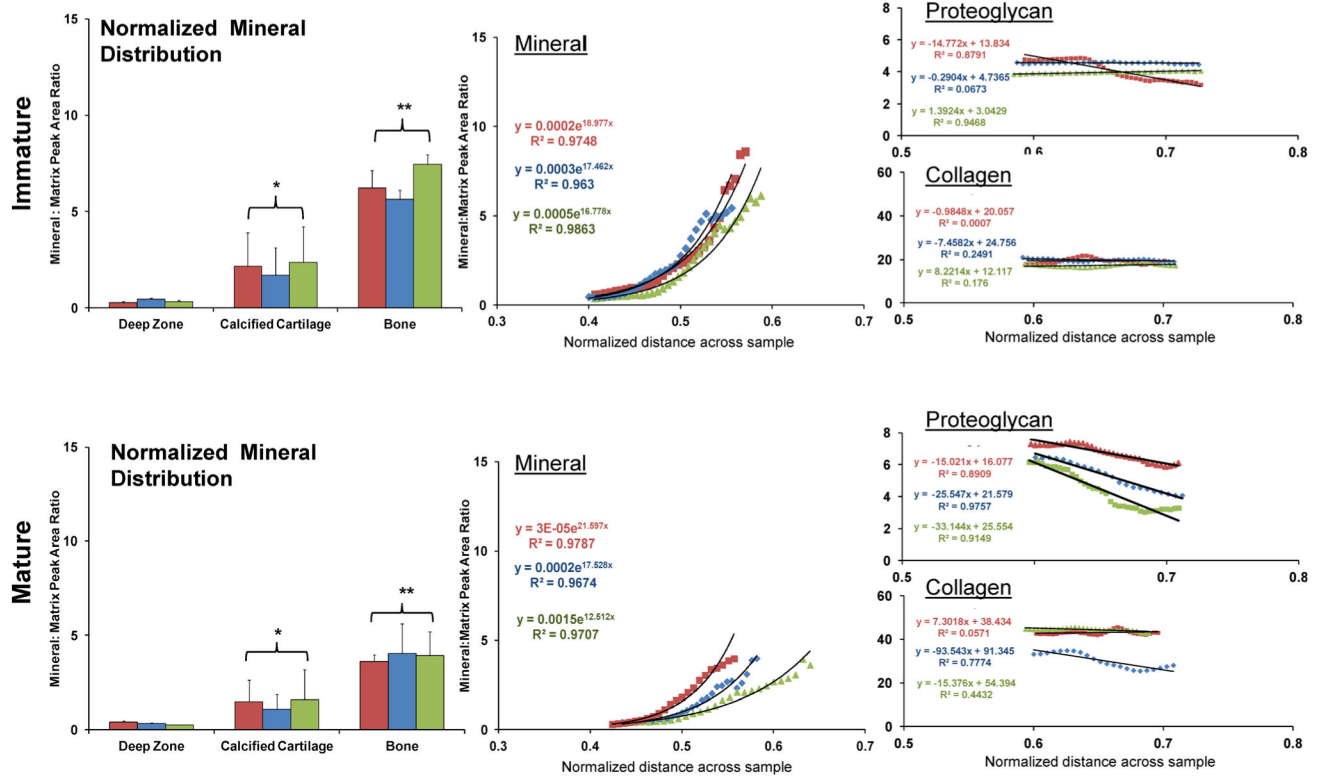 Immature
Normalized Mineral
Distribution
Mineral : Matrix Peak Area Ratio
15
10
5
0
*
**
Deep Zone
Calcified Cartilage
Bone
Mineral
Mineral:Matrix Peak Area Ratio
15
10
5
0
y = 0.0002e^18.977x
R² = 0.9748
y = 0.0003e^17.462x
R² = 0.963
y = 0.0005e^16.778x
R² = 0.9863
0.3
0.4
0.5
0.6
0.7
Normalized distance across sample
Proteoglycan
8
6
4
2
0
y = -14.772x + 13.834
R² = 0.8791
y = -0.2904x + 4.7365
R² = 0.0673
y = 1.3924x + 3.0429
R² = 0.9468
0.5
0.6
0.7
0.8
Collagen
60
40
20
0
y = -0.9848x + 20.057
R² = 0.0007
y = -7.4582x + 24.756
R² = 0.2491
y = 8.2214x + 12.117
R² = 0.176
0.5
0.6
0.7
0.8
Normalized distance across sample
Mature
Normalized Mineral
Distribution
Mineral: Matrix Peak Area Ratio
15
10
5
0
*
**
Deep Zone
Calcified Cartilage
Bone
Mineral
Mineral:Matrix Peak Area Ratio
15
10
5
0
y = 3E-05e^21.597x
R² = 0.9787
y = 0.0002e^17.528x
R² = 0.9674
y = 0.0015e^12.512x
R² = 0.9707
0.3
0.4
0.5
0.6
0.7
Normalized distance across sample
Proteoglycan
8
6
4
2
0
y = -15.021x + 16.077
R² = 0.8909
y = -25.547x + 21.579
R² = 0.9757
y = -33.144x + 25.554
R² = 0.9149
0.5
0.6
0.7
0.8
Collagen
60
40
20
0
y = 7.3018x + 38.434
R² = 0.0571
y = -93.543x + 91.345
R² = 0.7774
y = -15.376x + 54.394
R² = 0.4432
0.5
0.6
0.7
0.8
Normalized distance across sample